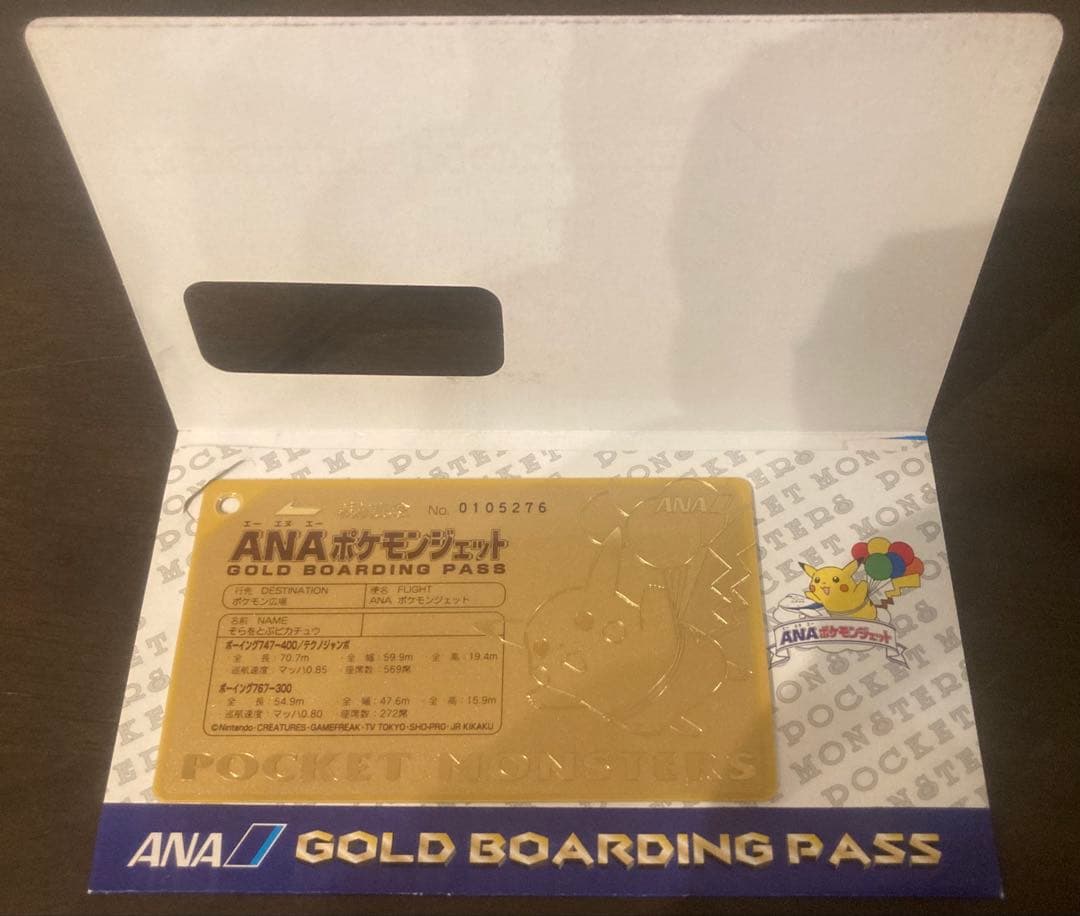 No. 0105276
ANA
エー エヌ エー
ANAポケモンジェット
GOLD BOARDING PASS
行先 DESTINATION
ポケモン広場
便名 FLIGHT
ANA ポケモンジェット
名前 NAME
そらをとぶピカチュウ
ボーイング747-400/テクノジャンボ
全 長:70.7m ・全 幅:59.9m ・全 高:19.4m
巡航速度:マッハ0.85 ・座席数:569席
ボーイング767-300
全 長:54.9m ・全 幅:47.6m ・全 高:15.9m
巡航速度:マッハ0.80 ・座席数:272席
©Nintendo・CREATURES・GAMEFREAK・TV TOKYO・SHO-PRO・JR KIKAKU
POCKET MONSTERS
ANAポケモンジェット
POCKET MONSTERS
ANA GOLD BOARDING PASS